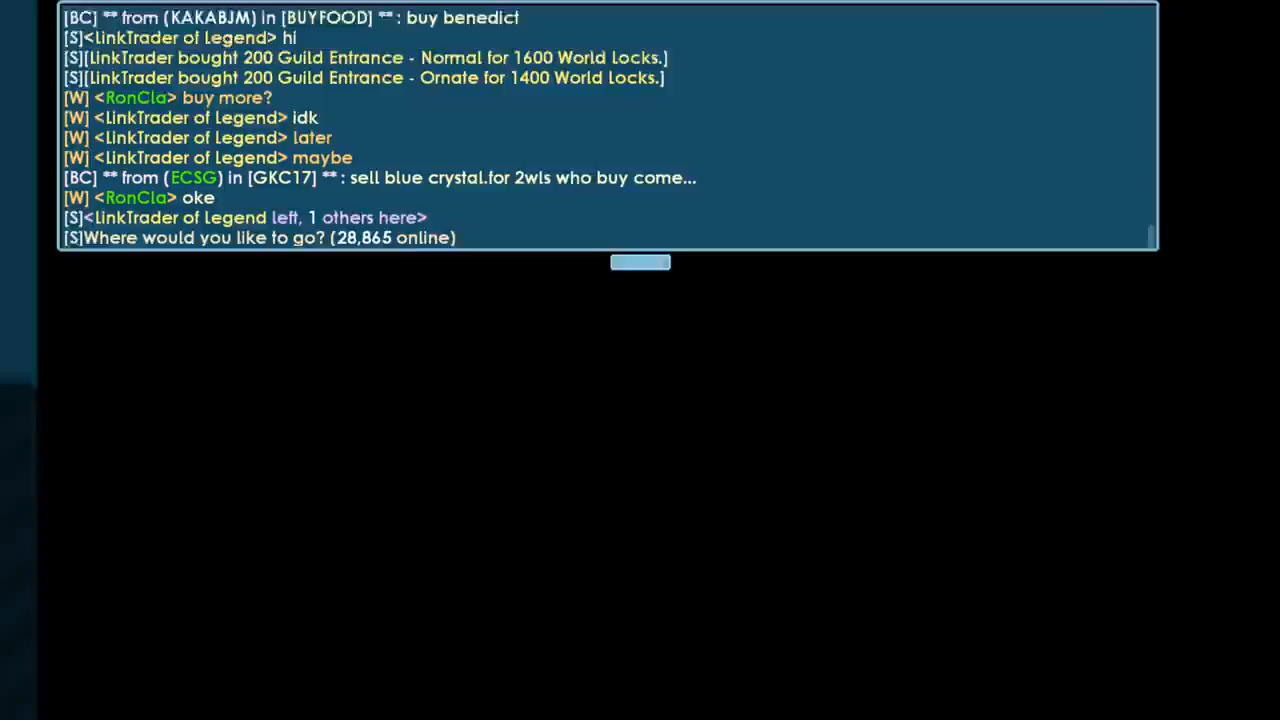 [BC] ** from (KAKABJM) in [BUYFOOD] ** : buy benedict
[S]<LinkTrader of Legend> hi
[S][LinkTrader bought 200 Guild Entrance - Normal for 1600 World Locks.]
[S][LinkTrader bought 200 Guild Entrance - Ornate for 1400 World Locks.]
[W] <RonCla> buy more?
[W] <LinkTrader of Legend> idk
[W] <LinkTrader of Legend> later
[W] <LinkTrader of Legend> maybe
[BC] ** from (ECSG) in [GKC17] ** : sell blue crystal.for 2wls who buy come...
[W] <RonCla> oke
[S]<LinkTrader of Legend left, 1 others here>
[S]Where would you like to go? (28,865 online)